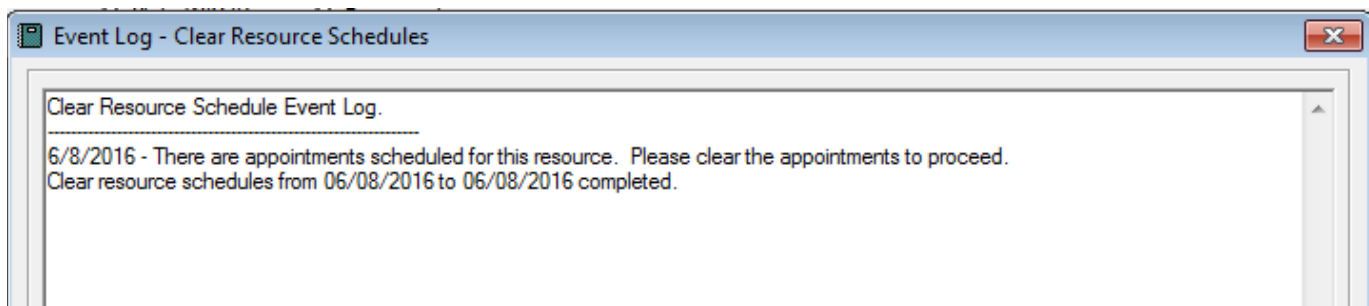 Event Log - Clear Resource Schedules
Clear Resource Schedule Event Log.
------------------------------------------------------------------
6/8/2016 - There are appointments scheduled for this resource.  Please clear the appointments to proceed.
Clear resource schedules from 06/08/2016 to 06/08/2016 completed.